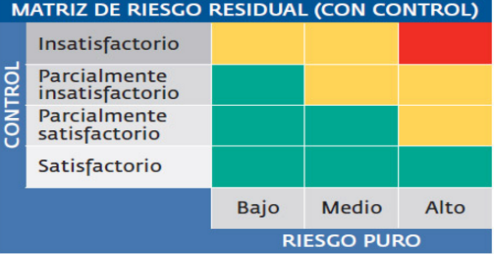 MATRIZ DE RIESGO RESIDUAL (CON CONTROL)
CONTROL
Insatisfactorio
Parcialmente
insatisfactorio
Parcialmente
satisfactorio
Satisfactorio
Bajo Medio Alto
RIESGO PURO